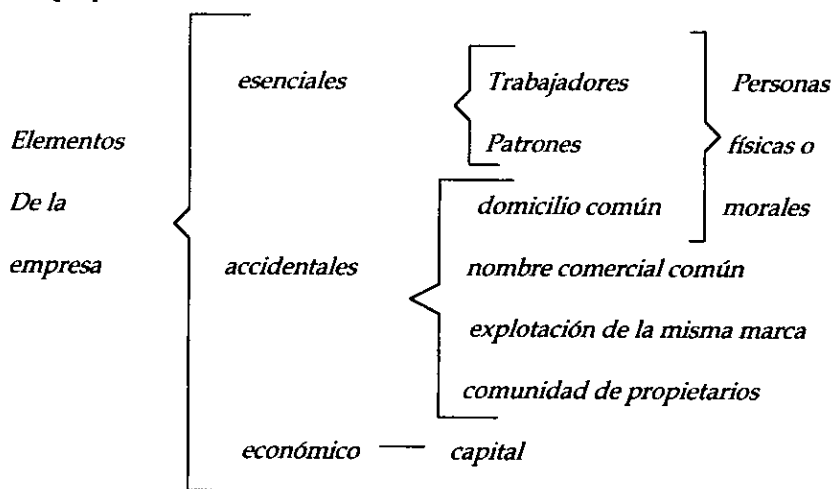 esenciales Trabajadores Personas
Elementos Patrones físicas o
De la domicilio común morales
empresa accidentales nombre comercial común
explotación de la misma marca
comunidad de propietarios
económico — capital